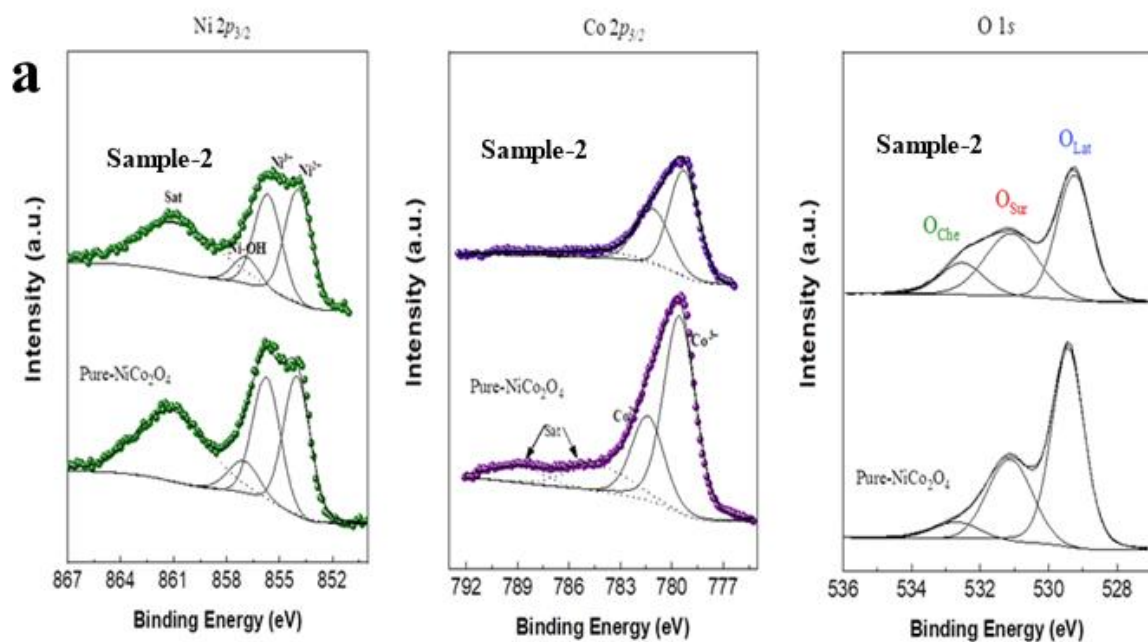 Ni 2p3/2
Co 2p3/2
O 1s
a
Sample-2
Ni3+
Ni2+
Sat
Ni-OH
Pure-NiCo2O4
Intensity (a.u.)
867 864 861 858 855 852
Binding Energy (eV)
Sample-2
Pure-NiCo2O4
Co3+
Sat
Intensity (a.u.)
792 789 786 783 780 777
Binding Energy (eV)
Sample-2
OLat
OSur
OChe
Pure-NiCo2O4
Intensity (a.u.)
536 534 532 530 528
Binding Energy (eV)